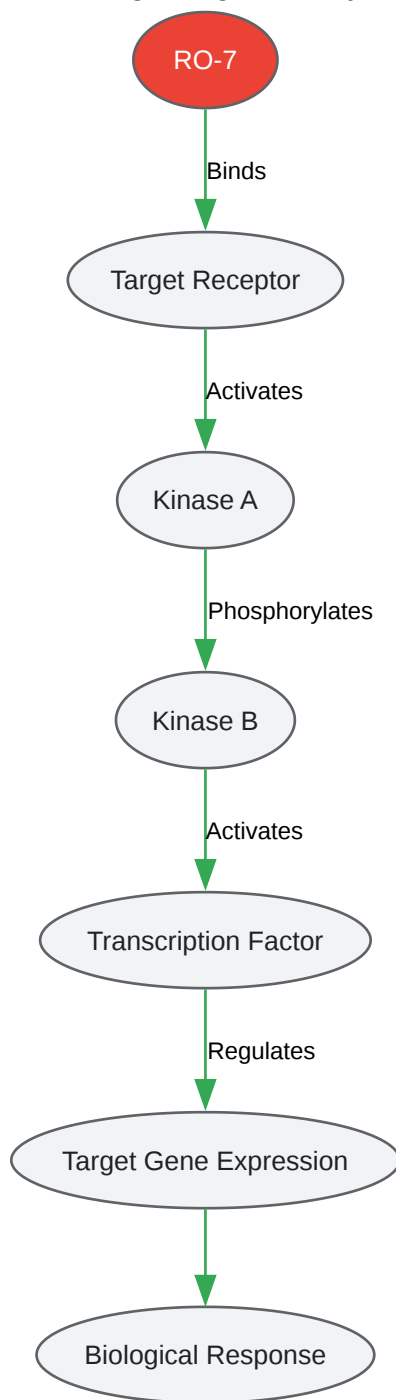 RO-7
Binds
Target Receptor
Activates
Kinase A
Phosphorylates
Kinase B
Activates
Transcription Factor
Regulates
Target Gene Expression
Biological Response